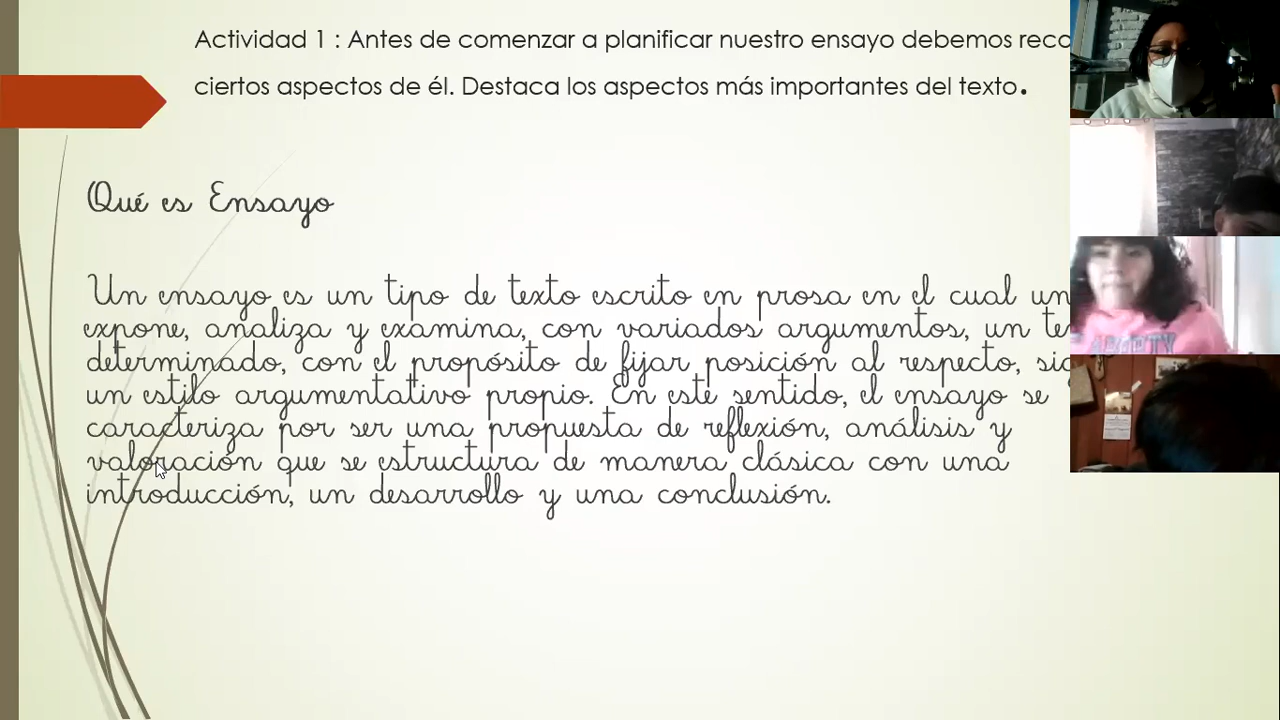 Actividad 1 : Antes de comenzar a planificar nuestro ensayo debemos
ciertos aspectos de él. Destaca los aspectos más importantes del texto.
Qué es Ensayo
Un ensayo es un tipo de texto escrito en prosa en el cual un
expone, analiza y examina, con variados argumentos, un
determinado, con el propósito de fijar posición al respecto,
un estilo argumentativo propio. En este sentido, el ensayo se
caracteriza por ser una propuesta de reflexión, análisis y
valoración que se estructura de manera clásica con una
introducción, un desarrollo y una conclusión.